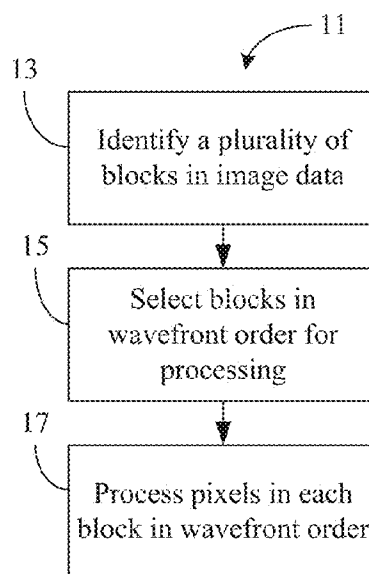 11
13
Identify a plurality of
blocks in image data
15
Select blocks in
wavefront order for
processing
17
Process pixels in each
block in wavefront order